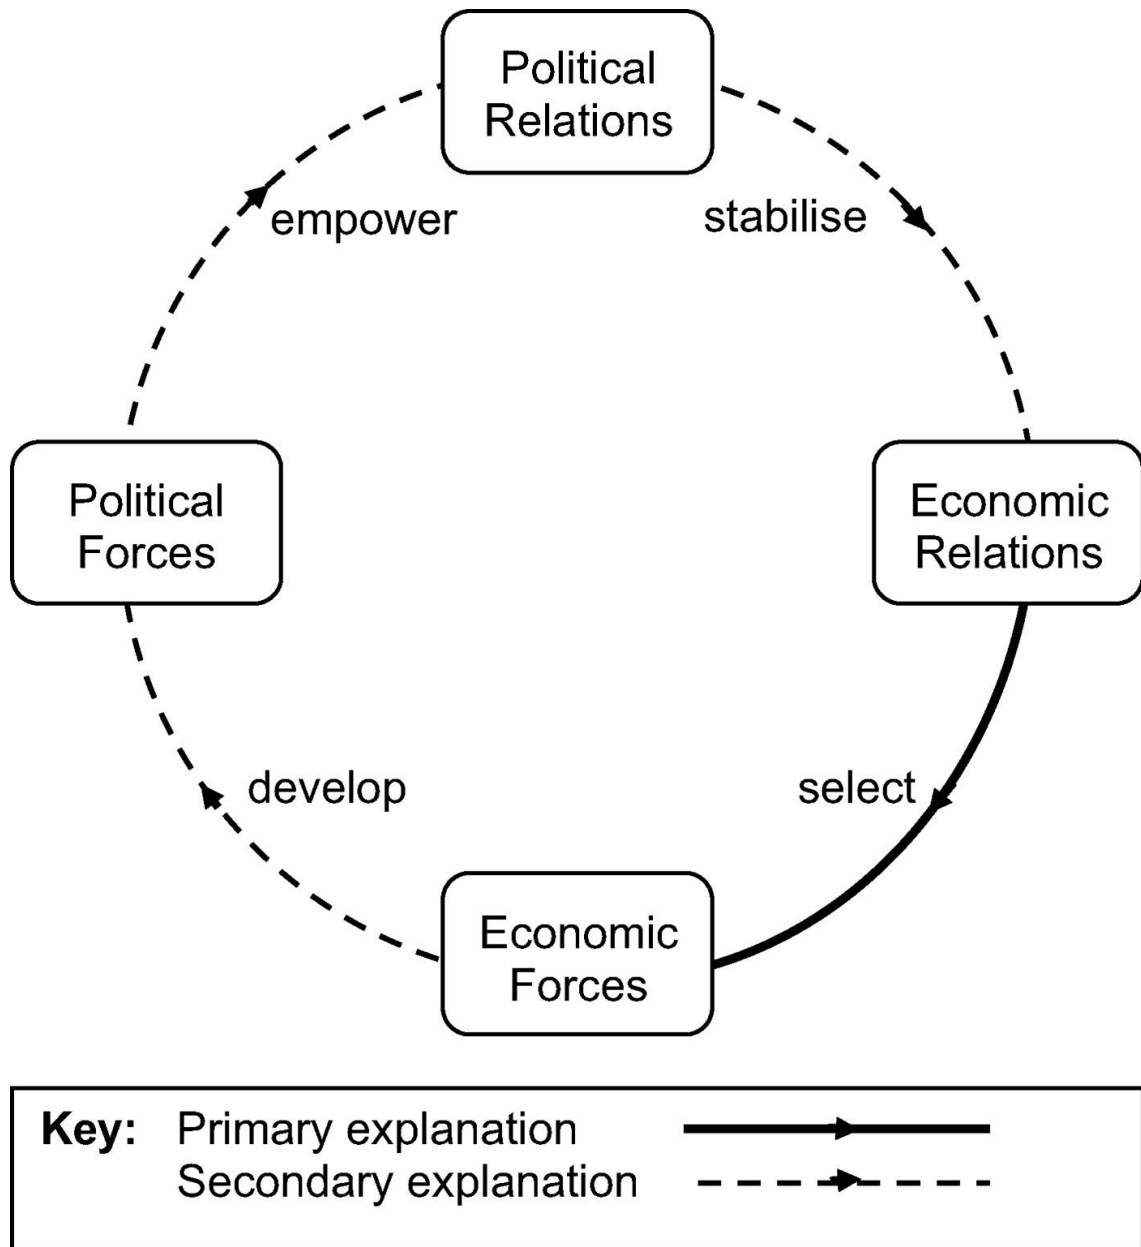 Political
Relations
empower
stabilise
Political
Forces
Economic
Relations
develop
select
Economic
Forces
Key: Primary explanation
Secondary explanation